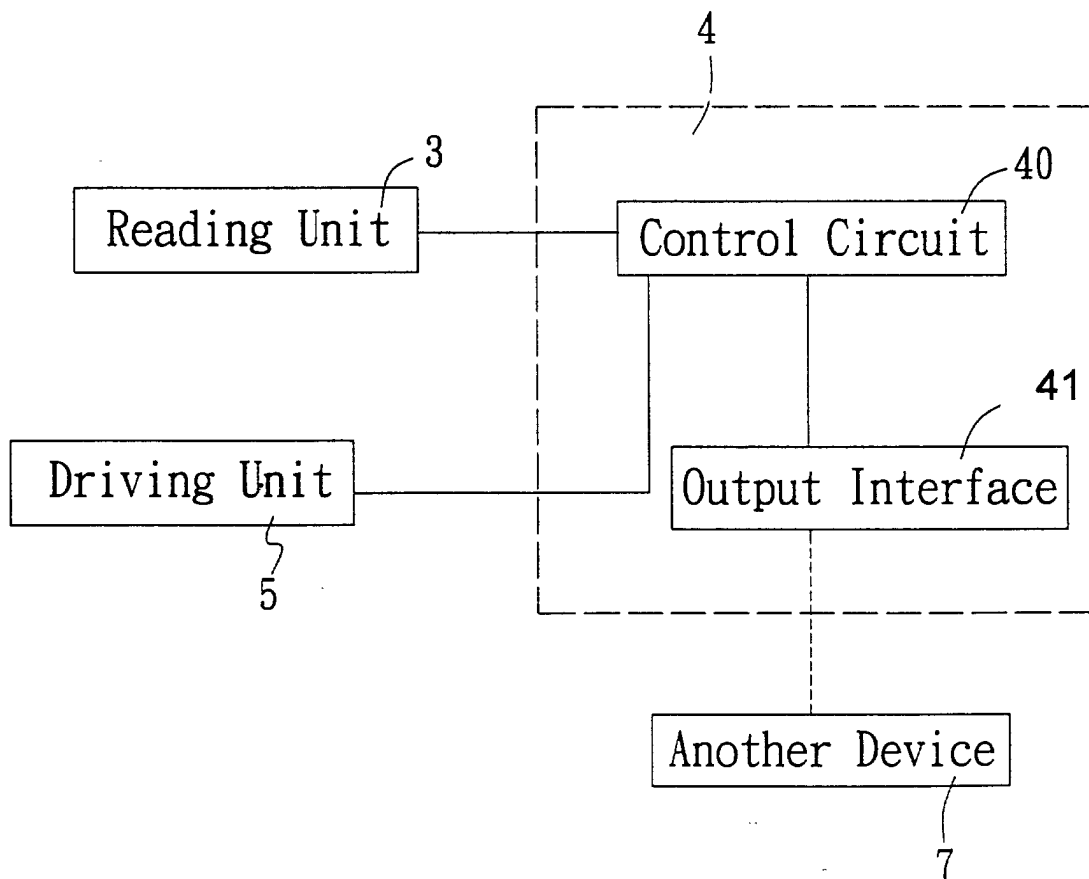 4
3
40
Reading Unit
Control Circuit
41
Driving Unit
Output Interface
5
Another Device
7